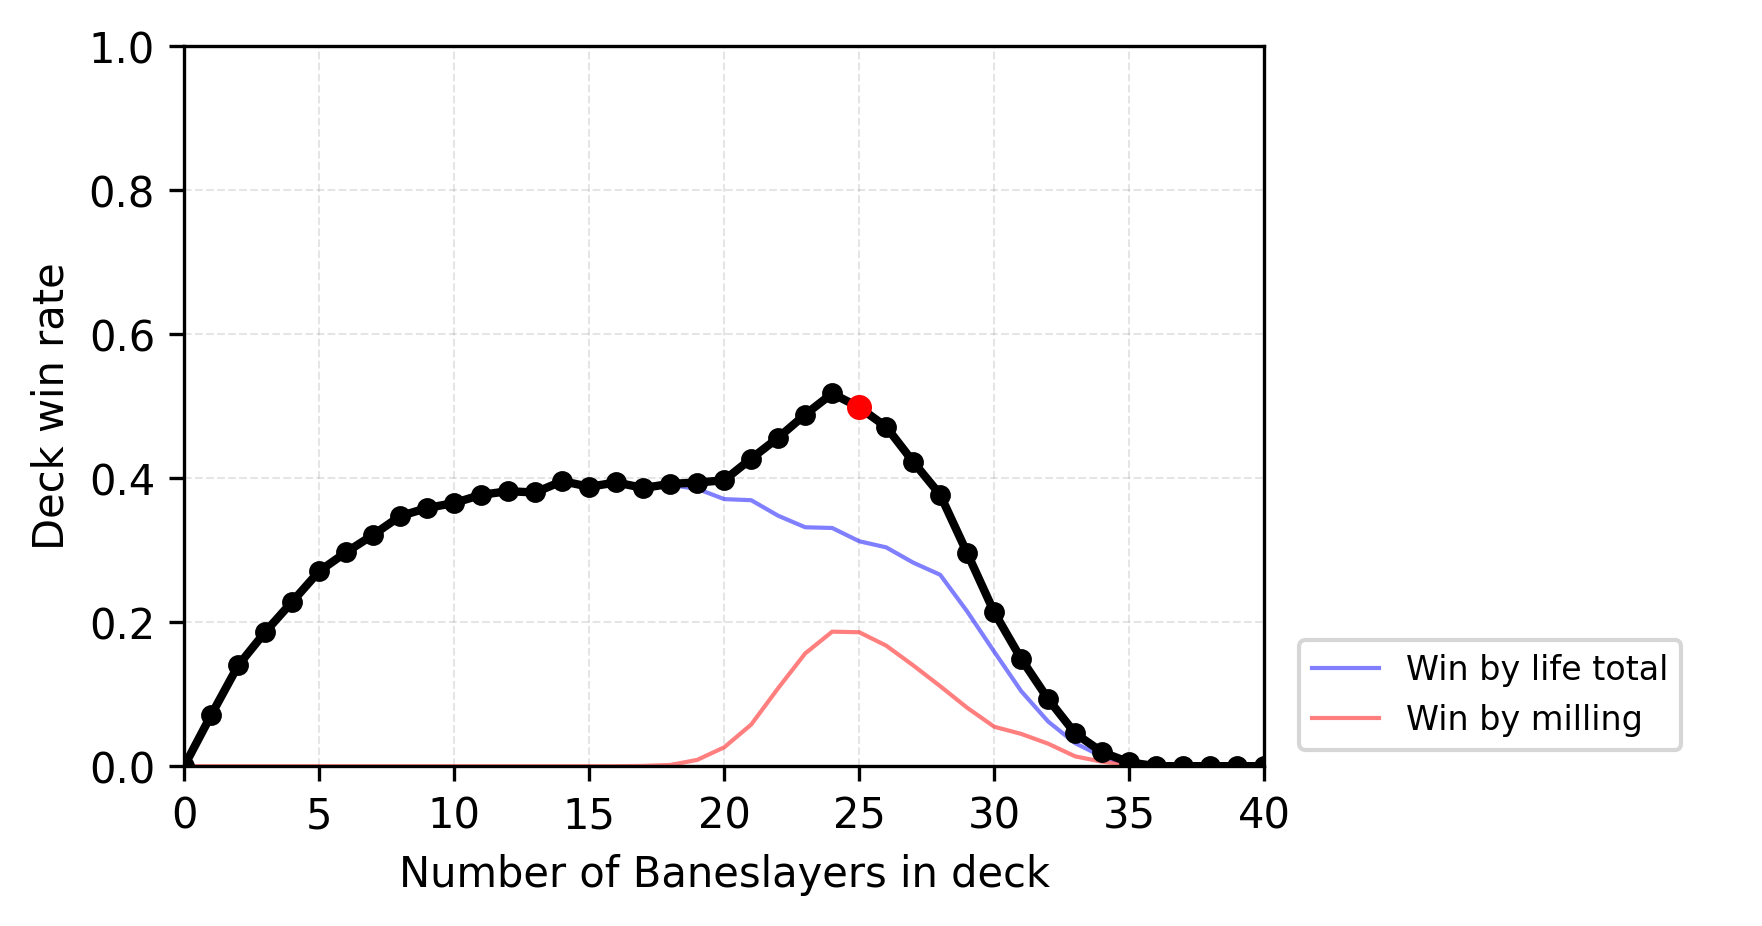 1.0
0.8
0.6
0.4
0.2
0.0
Deck win rate
0 5 10 15 20 25 30 35 40
Number of Baneslayers in deck
Win by life total
Win by milling